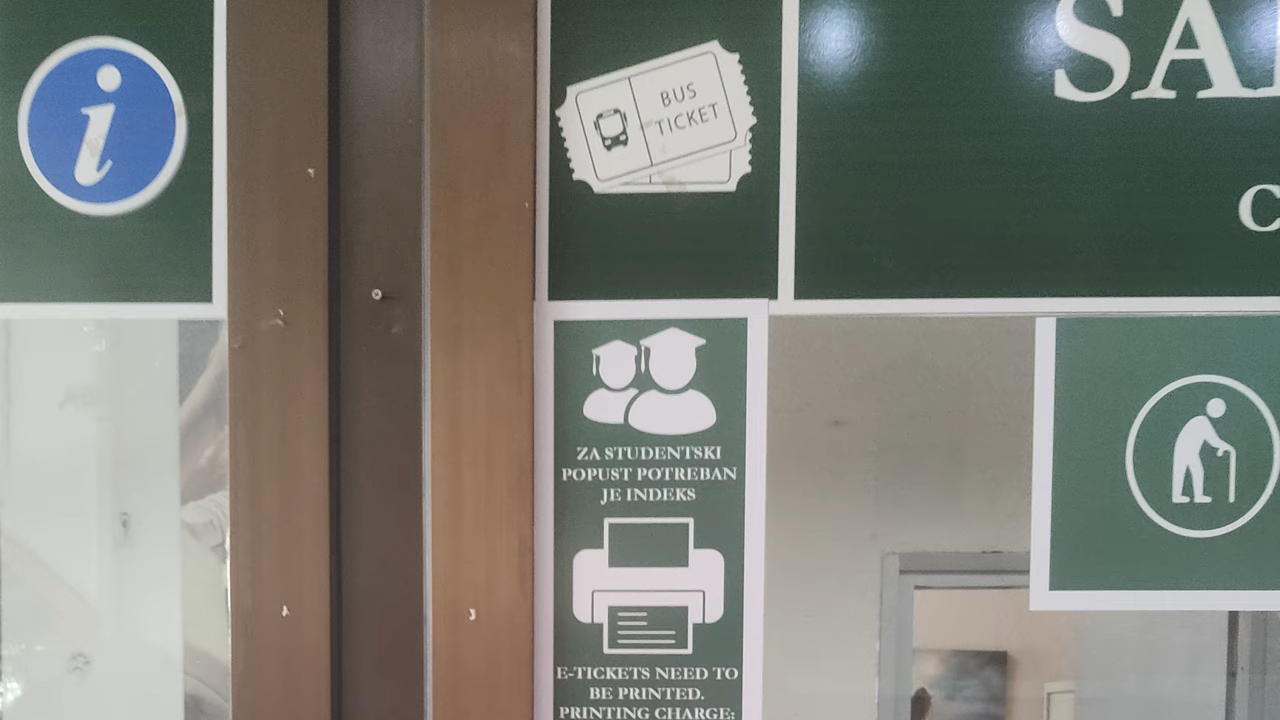 i
BUS
TICKET
ZA STUDENTSKI
POPUST POTREBAN
JE INDEKS
E-TICKETS NEED TO
BE PRINTED.
PRINTING CHARGE: